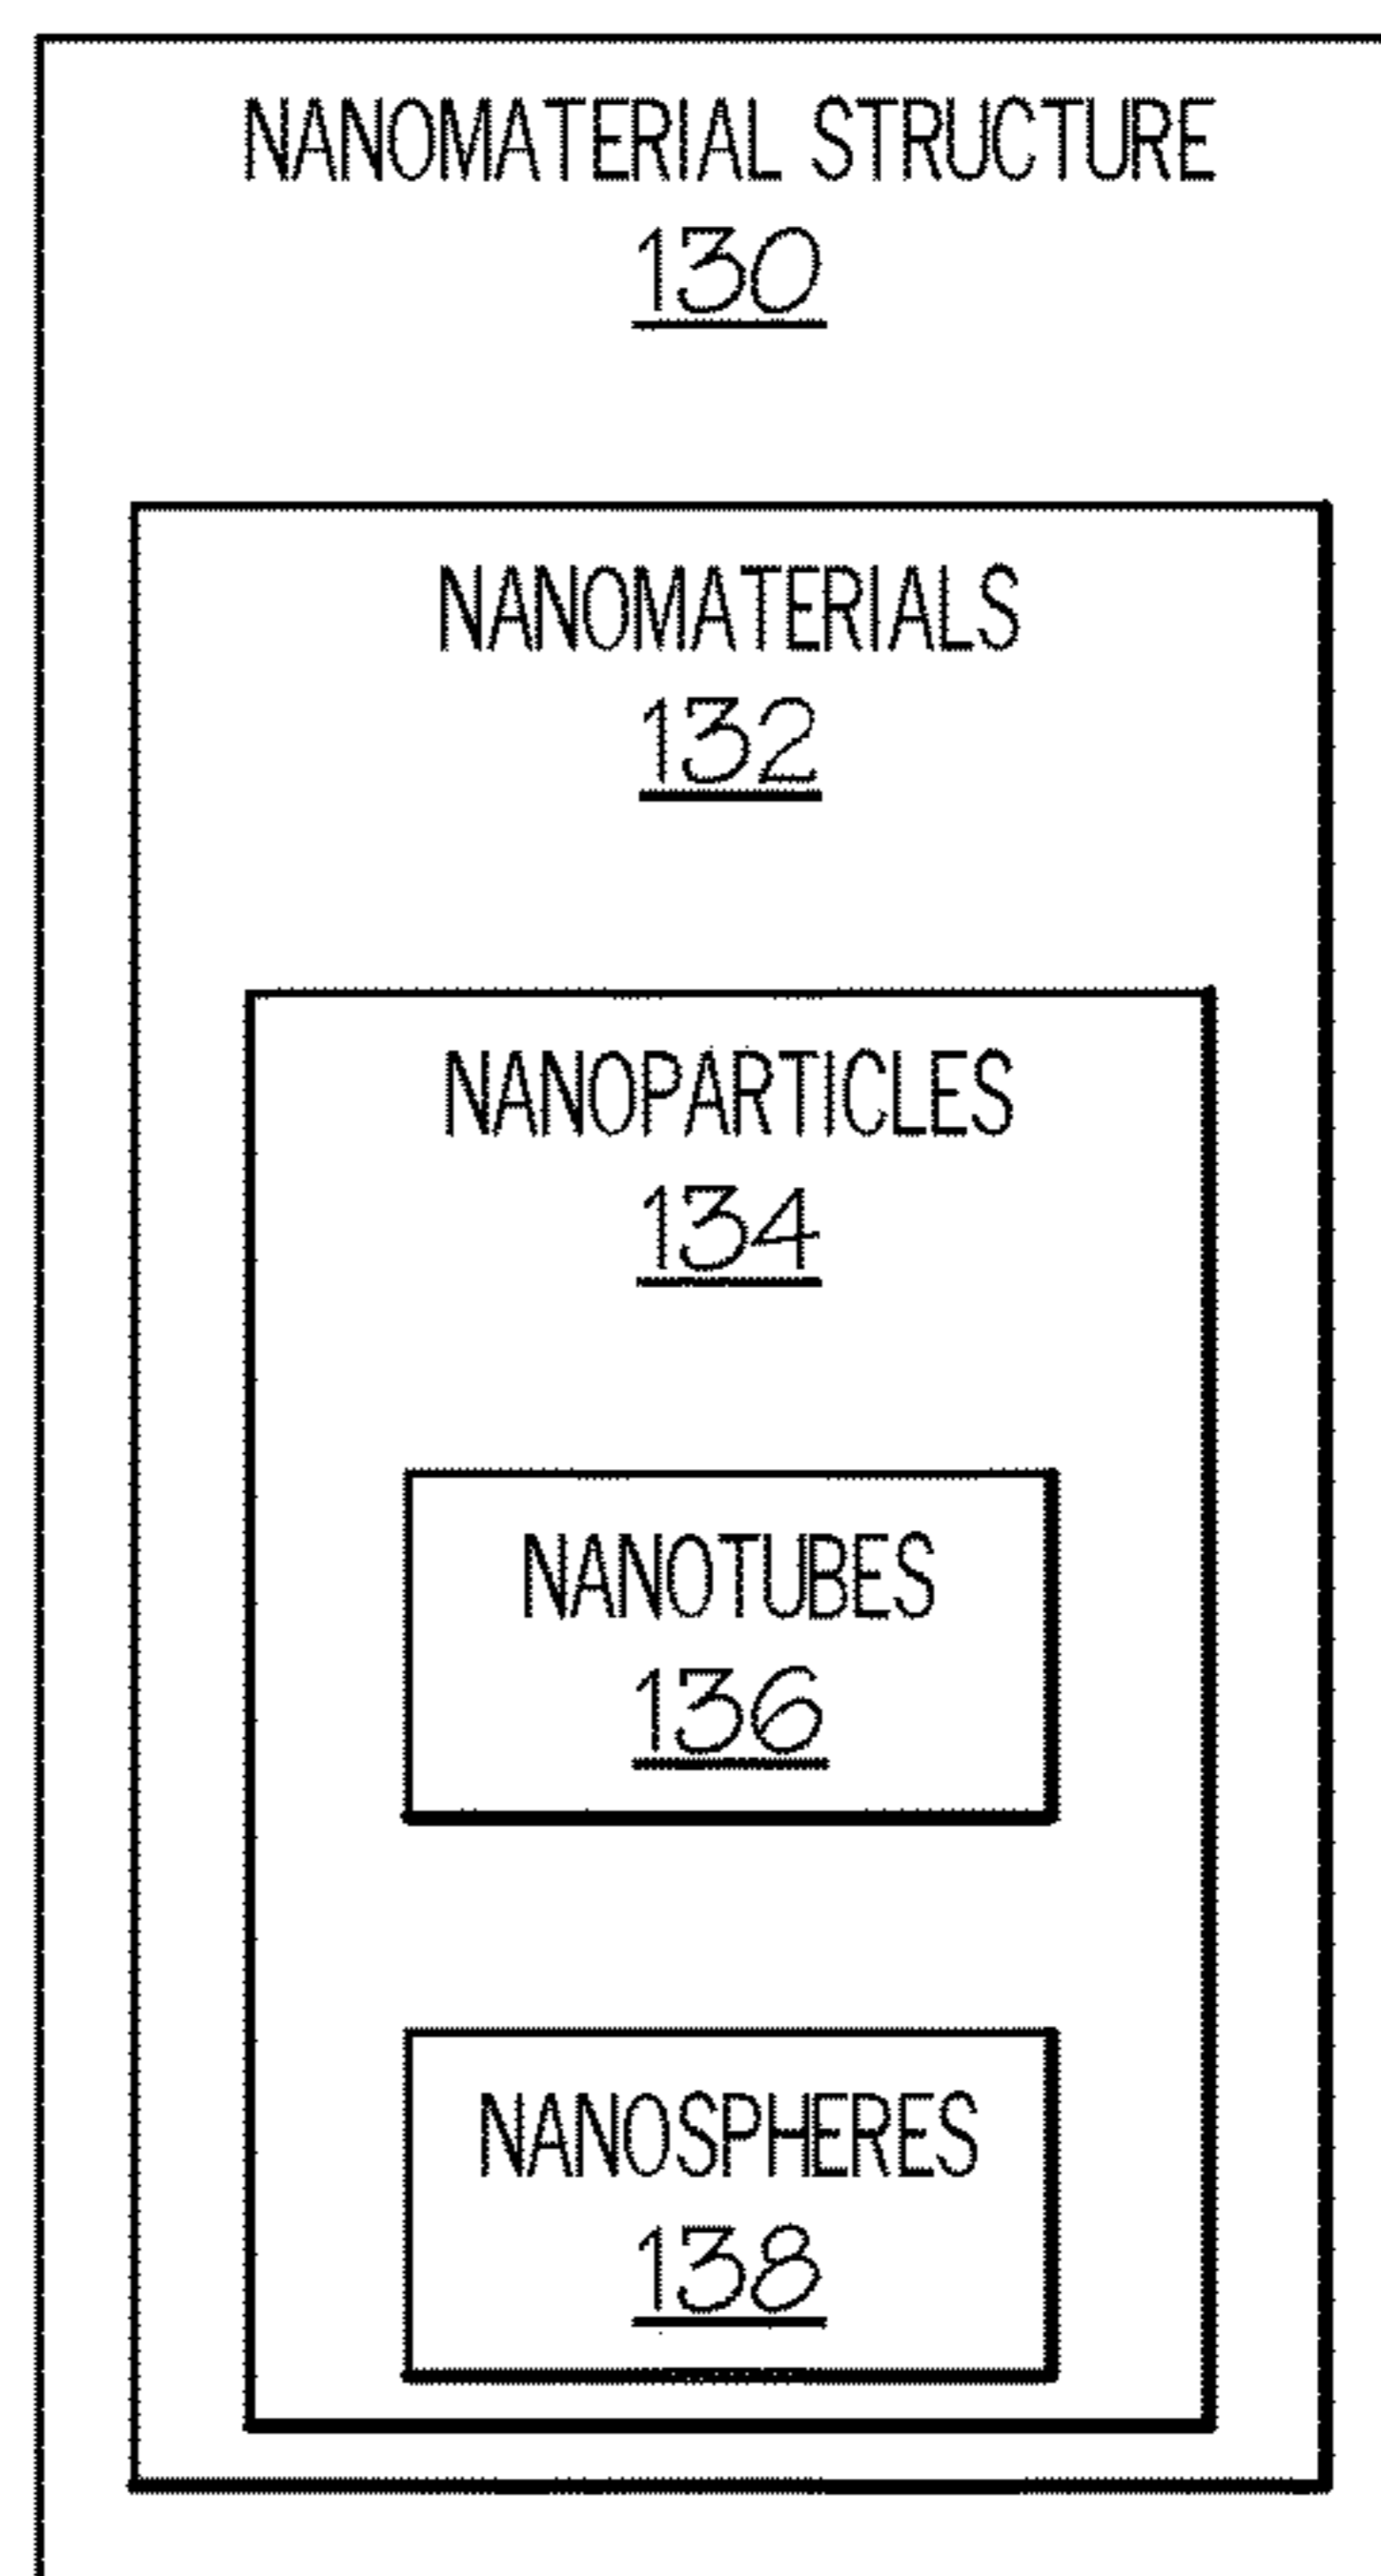 NANOMATERIAL STRUCTURE
130
NANOMATERIALS
132
NANOPARTICLES
134
NANOTUBES
136
NANOSPHERES
138